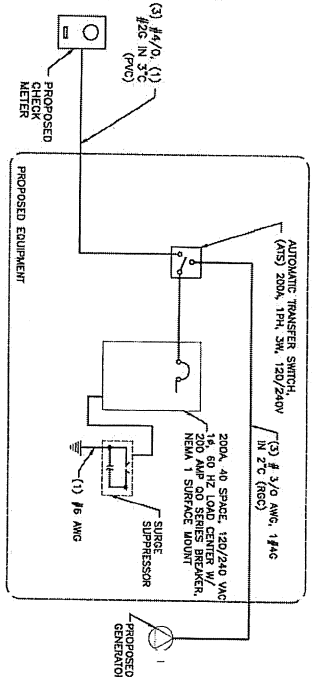 (3) #4/0, (1)
#2G IN 3"C
(PVC)
PROPOSED
CHECK
METER
PROPOSED EQUIPMENT
AUTOMATIC TRANSFER SWITCH,
(ATS) 200A, 1PH, 3W, 120/240V
(3) # 3/0 AWG, 1#4G
IN 2"C (RGC)
200A, 40 SPACE, 120/240 VAC
1ø, 60 HZ LOAD CENTER W/
200 AMP QO SERIES BREAKER,
NEMA 1 SURFACE MOUNT
SURGE
SUPPRESSOR
(1) #6 AWG
PROPOSED
GENERATOR